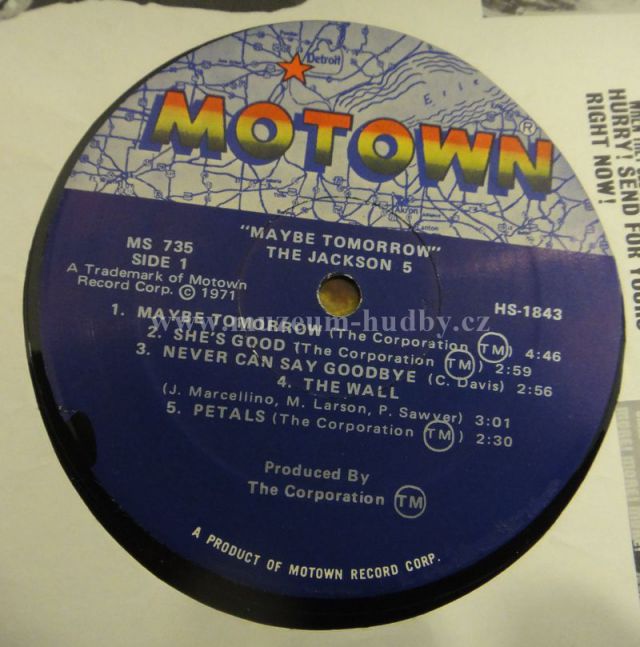 Detroit
Erie
MOTOWN®
Akron
Canton
"MAYBE TOMORROW"
THE JACKSON 5
MS 735
SIDE 1
A Trademark of Motown
Record Corp. © 1971
HS-1843
1. MAYBE TOMORROW (The Corporation TM) 4:46
2. SHE'S GOOD (The Corporation TM) 2:59
3. NEVER CAN SAY GOODBYE (C. Davis) 2:56
4. THE WALL
(J. Marcellino, M. Larson, P. Sawyer) 3:01
5. PETALS (The Corporation TM) 2:30
Produced By
The Corporation TM
A PRODUCT OF MOTOWN RECORD CORP.
www.muzeum-hudby.cz
HURRY! SEND FOR YOURS
RIGHT NOW!